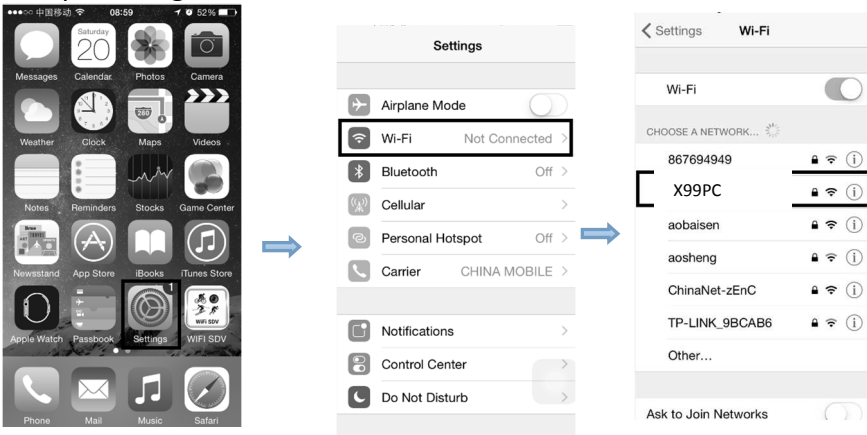 中国移动 08:59 52%
Saturday
20
Messages Calendar Photos Camera
280
Weather Clock Maps Videos
Notes Reminders Stocks Game Center
1
WIFI SDV
Newsstand App Store iBooks iTunes Store
Apple Watch Passbook Settings WIFI SDV
Phone Mail Music Safari
Settings
Airplane Mode
Wi-Fi Not Connected
Bluetooth Off
Cellular
Personal Hotspot Off
Carrier CHINA MOBILE
Notifications
Control Center
Do Not Disturb
Settings Wi-Fi
Wi-Fi
CHOOSE A NETWORK...
867694949
X99PC
aobaisen
aosheng
ChinaNet-zEnC
TP-LINK_9BCAB6
Other...
Ask to Join Networks